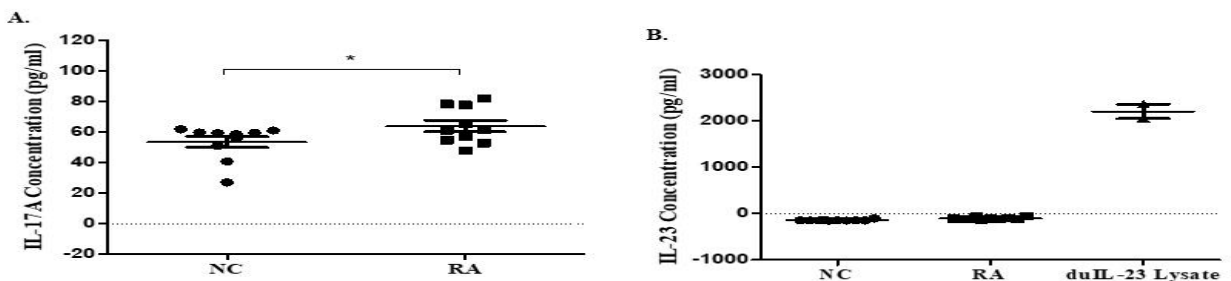 A.
IL-17A Concentration (pg/ml)
120
100
80
60
40
20
0
-20
*
NC
RA
B.
IL-23 Concentration (pg/ml)
3000
2000
1000
0
-1000
NC
RA
duIL-23 Lysate